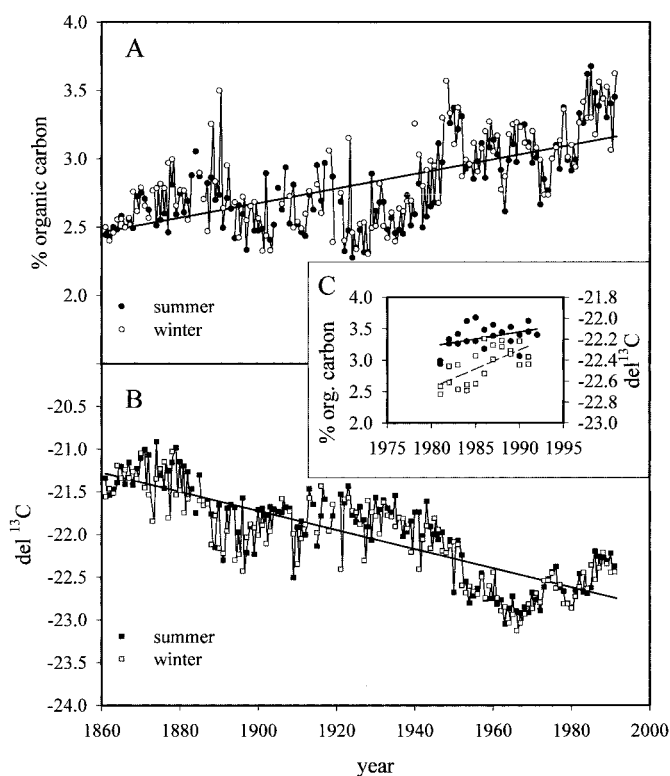 4.0
A
3.5
3.0
2.5
2.0
% organic carbon
summer
winter
C
4.0
3.5
3.0
2.5
2.0
% org. carbon
-21.8
-22.0
-22.2
-22.4
-22.6
-22.8
-23.0
del 13C
1975 1980 1985 1990 1995
B
-20.5
-21.0
-21.5
-22.0
-22.5
-23.0
-23.5
-24.0
del 13C
summer
winter
1860 1880 1900 1920 1940 1960 1980 2000
year